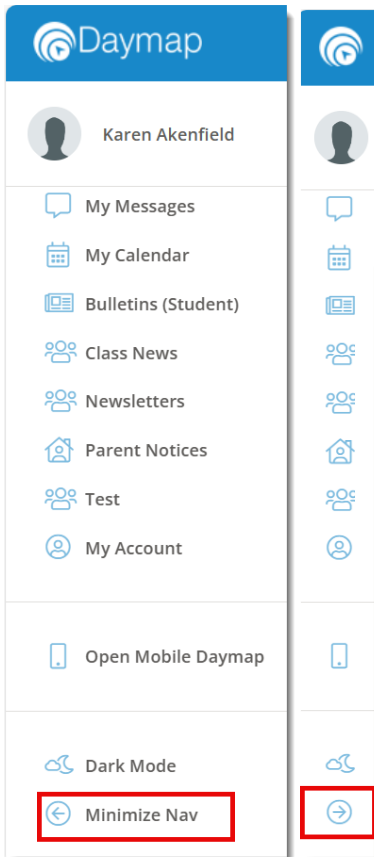 Daymap
Karen Akenfield
My Messages
My Calendar
Bulletins (Student)
Class News
Newsletters
Parent Notices
Test
My Account
Open Mobile Daymap
Dark Mode
Minimize Nav